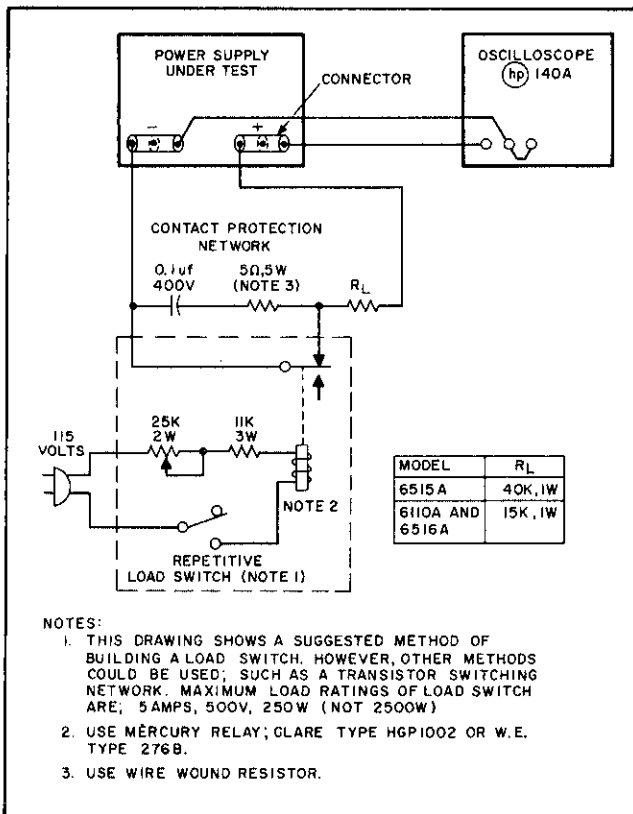 POWER SUPPLY
UNDER TEST
CONNECTOR
OSCILLOSCOPE
hp 140A
-
+
CONTACT PROTECTION
NETWORK
0.1uf
400V
5Ω,5W
(NOTE 3)
RL
115
VOLTS
25K
2W
11K
3W
NOTE 2
REPETITIVE
LOAD SWITCH (NOTE 1)
MODEL RL
6515A 40K,1W
6110A AND 15K,1W
6516A
NOTES:
1. THIS DRAWING SHOWS A SUGGESTED METHOD OF
BUILDING A LOAD SWITCH. HOWEVER, OTHER METHODS
COULD BE USED; SUCH AS A TRANSISTOR SWITCHING
NETWORK. MAXIMUM LOAD RATINGS OF LOAD SWITCH
ARE; 5 AMPS, 500V, 250W (NOT 2500W)
2. USE MERCURY RELAY; CLARE TYPE HGP1002 OR W.E.
TYPE 276B.
3. USE WIRE WOUND RESISTOR.